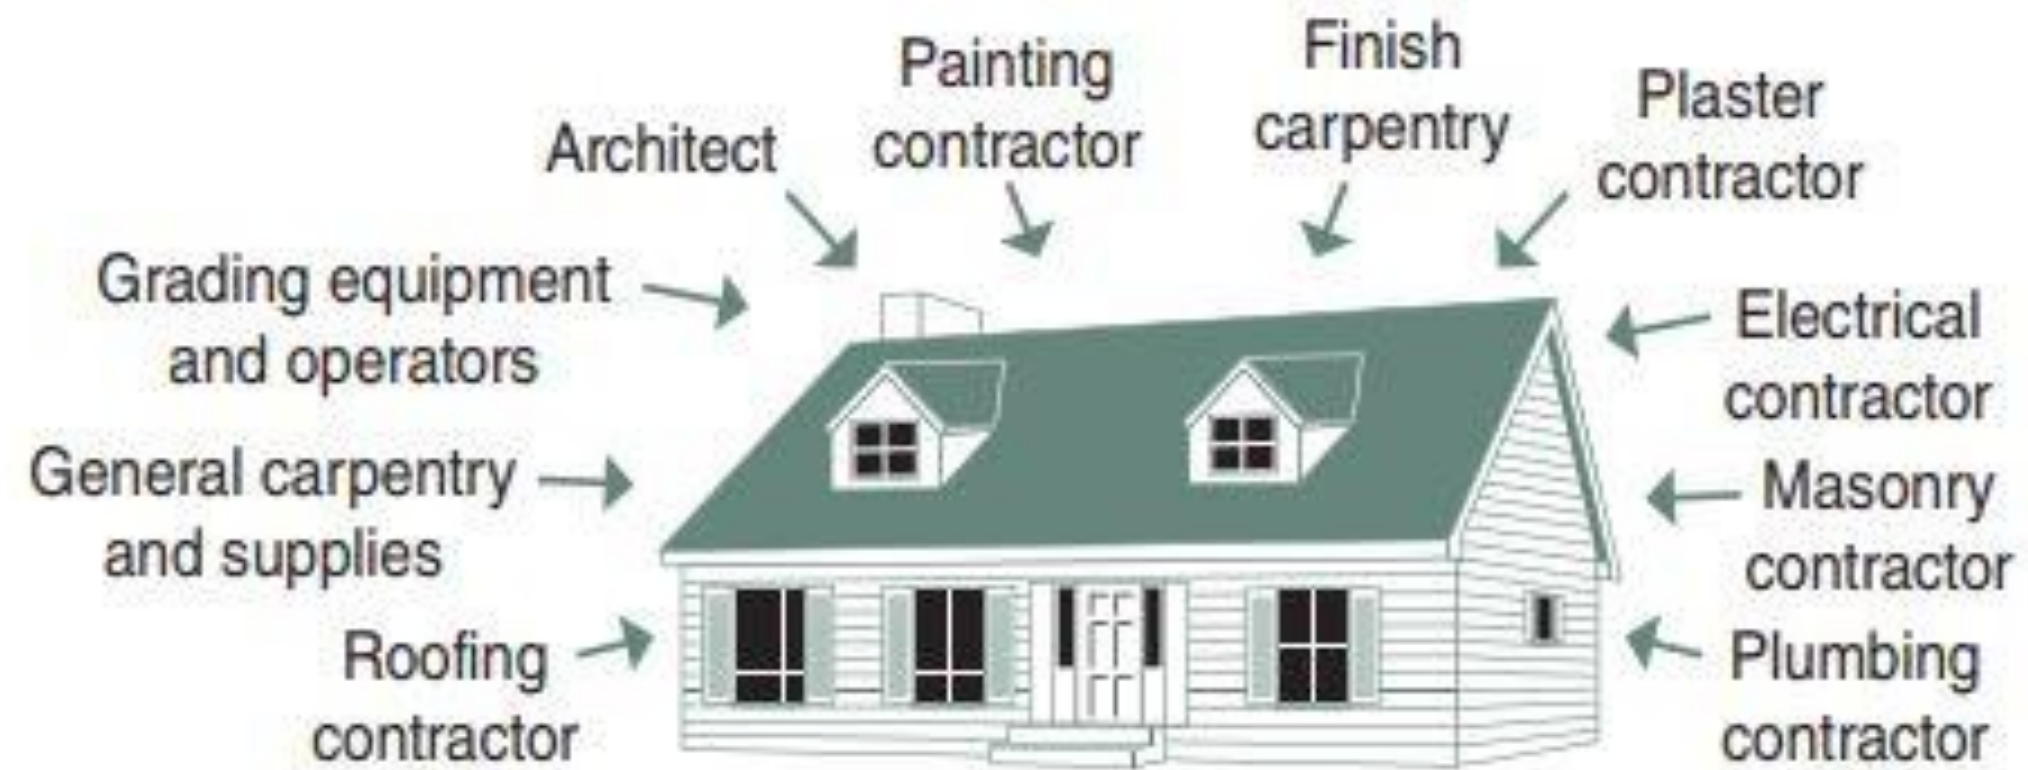 Painting
contractor
Finish
carpentry
Plaster
contractor
Architect
Grading equipment
and operators
Electrical
contractor
General carpentry
and supplies
Masonry
contractor
Roofing
contractor
Plumbing
contractor